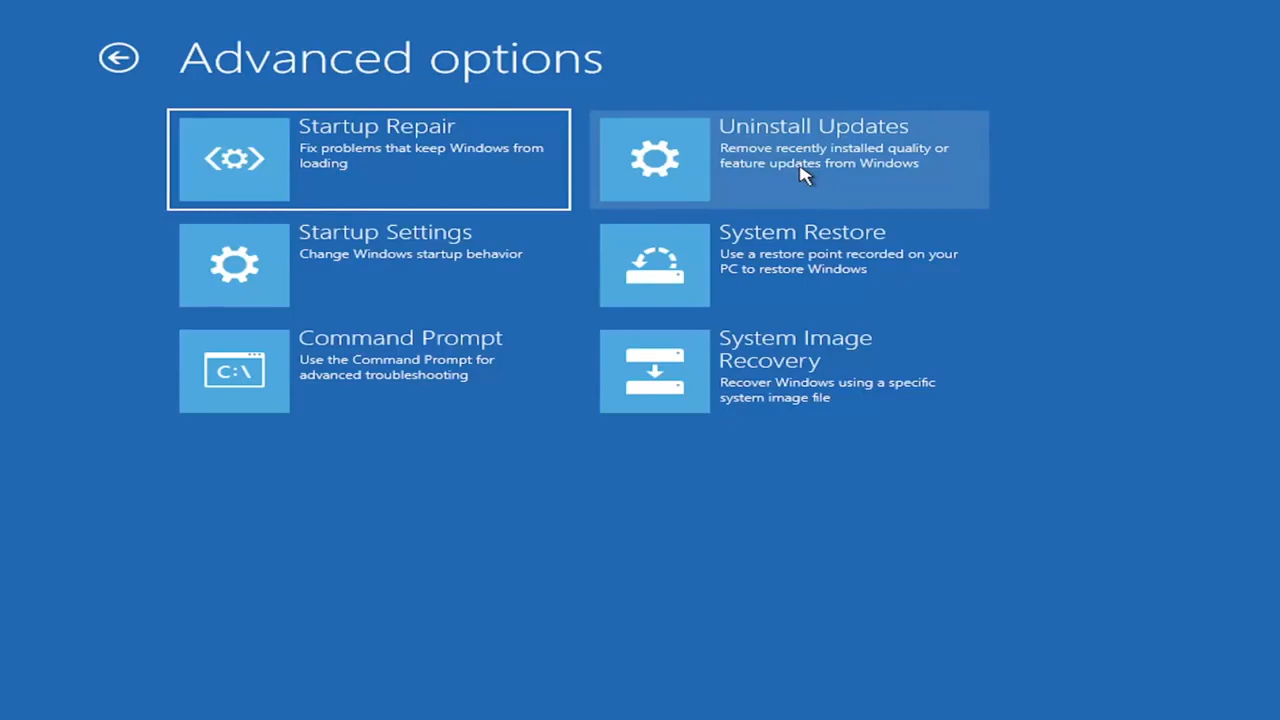 Advanced options
Startup Repair
Fix problems that keep Windows from
loading
Uninstall Updates
Remove recently installed quality or
feature updates from Windows
Startup Settings
Change Windows startup behavior
System Restore
Use a restore point recorded on your
PC to restore Windows
C:\
Command Prompt
Use the Command Prompt for
advanced troubleshooting
System Image
Recovery
Recover Windows using a specific
system image file